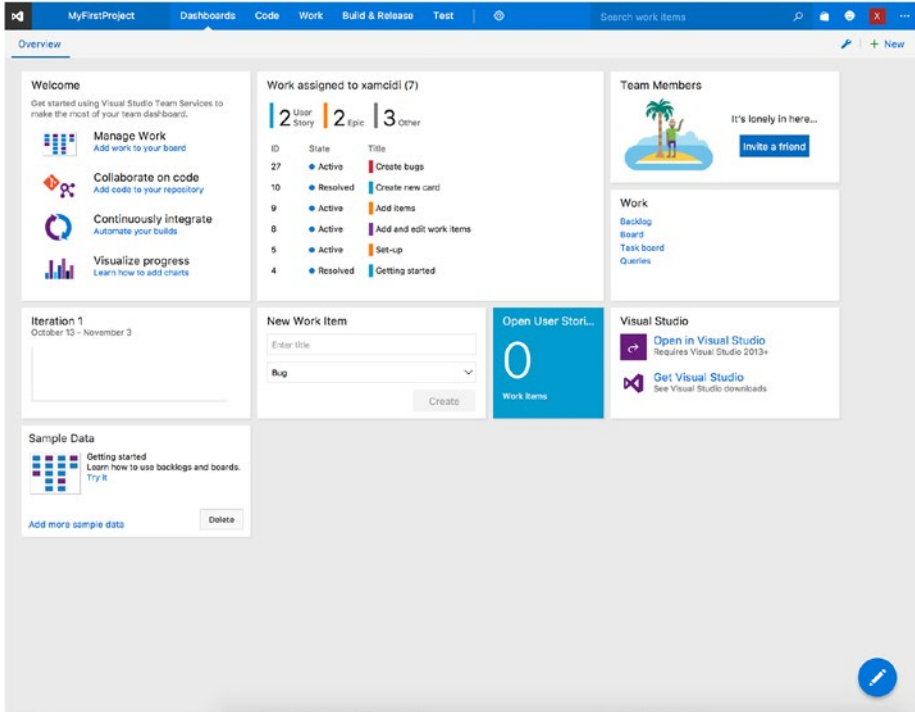 MyFirstProject
Dashboards Code Work Build & Release Test
Search work items
X
Overview
New
Welcome
Get started using Visual Studio Team Services to
make the most of your team dashboard.
Manage Work
Add work to your board
Collaborate on code
Add code to your repository
Continuously integrate
Automate your builds
Visualize progress
Learn how to add charts
Work assigned to xamcidi (7)
2 User Story 2 Epic 3 Other
ID State Title
27 Active Create bugs
10 Resolved Create new card
9 Active Add items
8 Active Add and edit work items
5 Active Set-up
4 Resolved Getting started
Team Members
It's lonely in here...
Invite a friend
Work
Backlog
Board
Task board
Queries
Iteration 1
October 13 - November 3
New Work Item
Enter title
Bug
Create
Open User Stori...
0
Work items
Visual Studio
Open in Visual Studio
Requires Visual Studio 2013+
Get Visual Studio
See Visual Studio downloads
Sample Data
Getting started
Learn how to use backlogs and boards.
Try it
Add more sample data
Delete